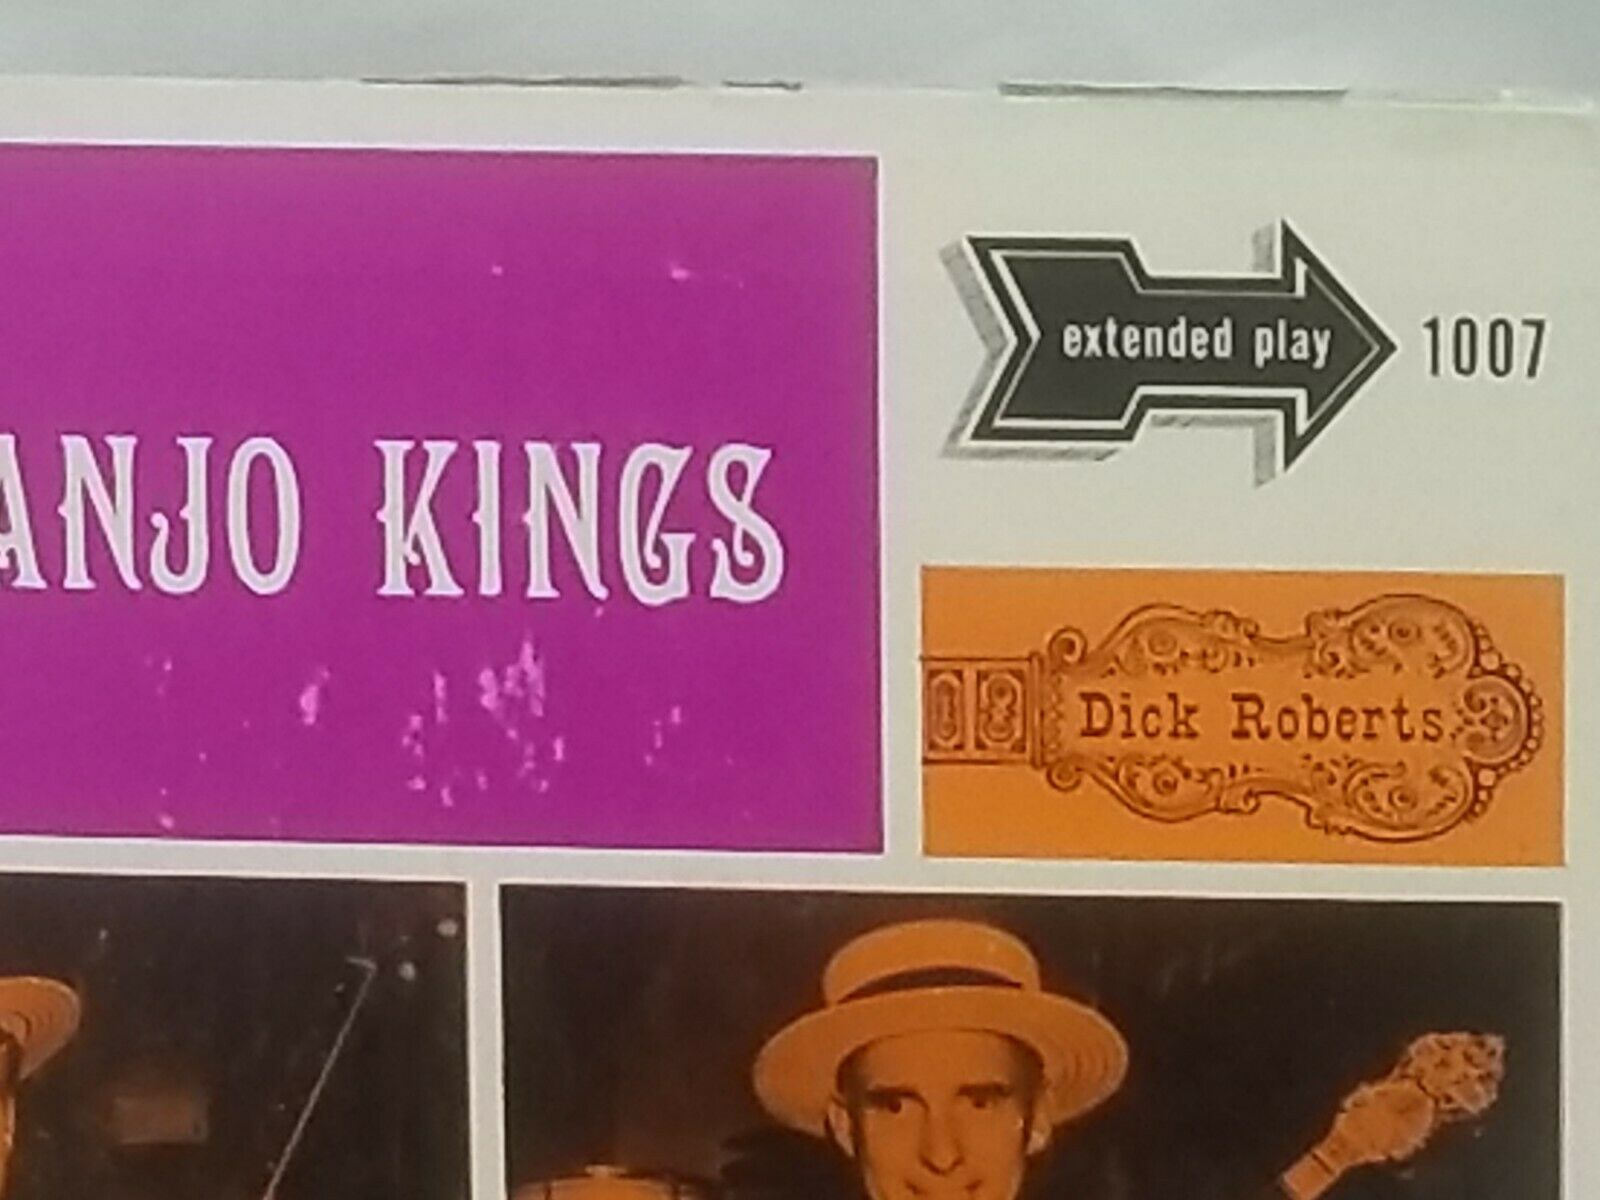 extended play 1007
ANJO KINGS
Dick Roberts